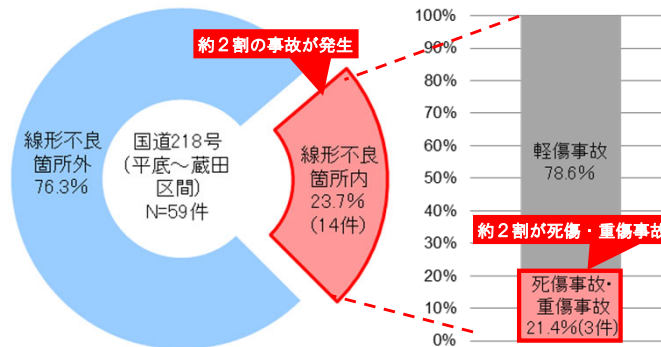 約２割の事故が発生
線形不良
箇所外
76.3%
国道218号
(平底～蔵田
区間)
N=59件
線形不良
箇所内
23.7%
(14件)
100%
90%
80%
70%
60%
50%
40%
30%
20%
10%
0%
軽傷事故
78.6%
約２割が死傷・重傷事故
死傷事故・
重傷事故
21.4%(3件)